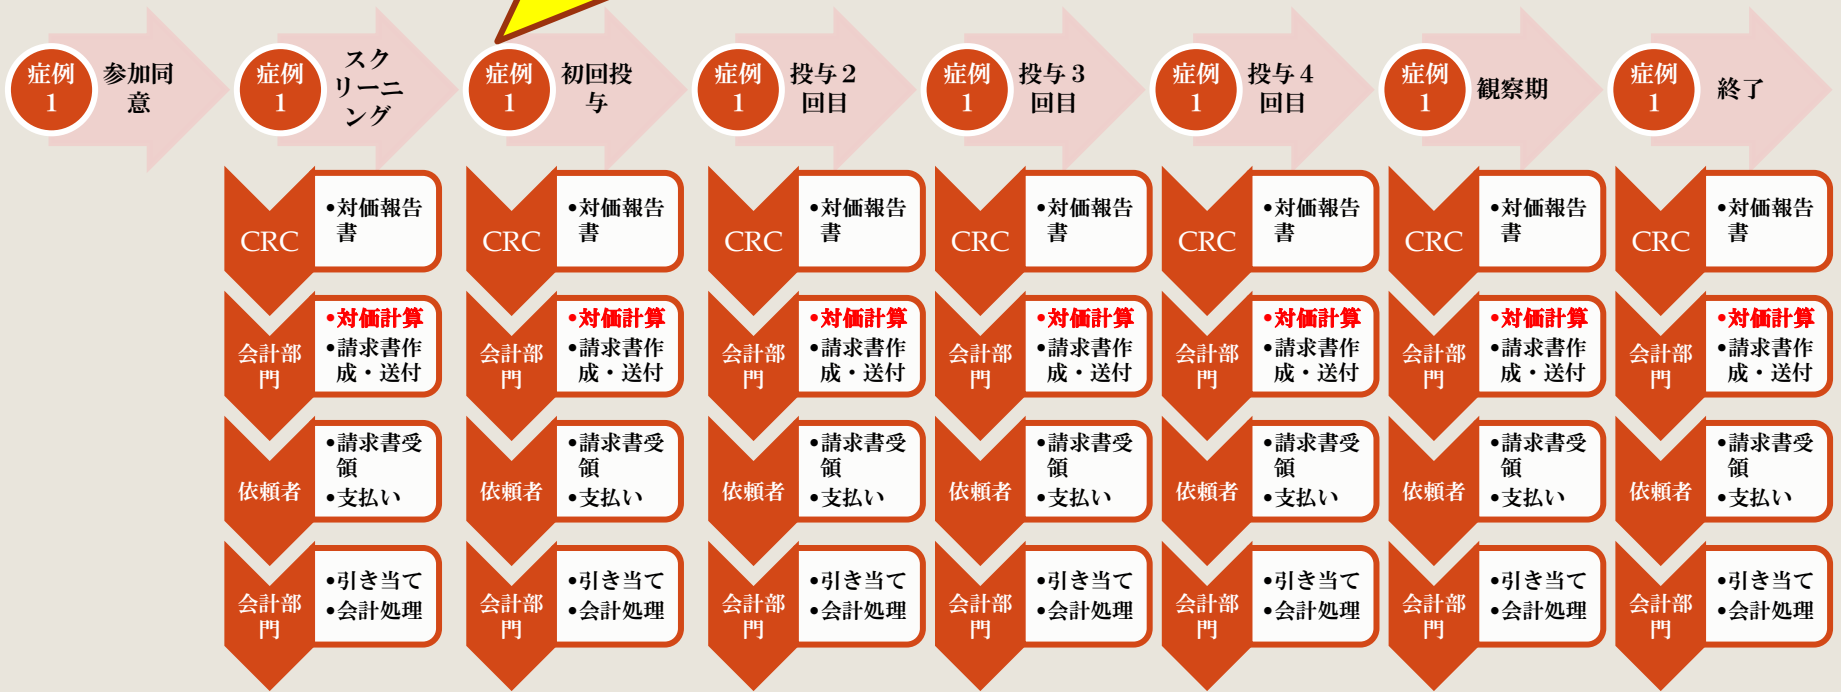 症例
1
参加同
意
症例
1
スク
リーニ
ング
症例
1
初回投
与
症例
1
投与２
回目
症例
1
投与３
回目
症例
1
投与４
回目
症例
1
観察期
症例
1
終了
CRC
•対価報告
書
会計部
門
•対価計算
•請求書作
成・送付
依頼者
•請求書受
領
•支払い
会計部
門
•引き当て
•会計処理
CRC
•対価報告
書
会計部
門
•対価計算
•請求書作
成・送付
依頼者
•請求書受
領
•支払い
会計部
門
•引き当て
•会計処理
CRC
•対価報告
書
会計部
門
•対価計算
•請求書作
成・送付
依頼者
•請求書受
領
•支払い
会計部
門
•引き当て
•会計処理
CRC
•対価報告
書
会計部
門
•対価計算
•請求書作
成・送付
依頼者
•請求書受
領
•支払い
会計部
門
•引き当て
•会計処理
CRC
•対価報告
書
会計部
門
•対価計算
•請求書作
成・送付
依頼者
•請求書受
領
•支払い
会計部
門
•引き当て
•会計処理
CRC
•対価報告
書
会計部
門
•対価計算
•請求書作
成・送付
依頼者
•請求書受
領
•支払い
会計部
門
•引き当て
•会計処理
CRC
•対価報告
書
会計部
門
•対価計算
•請求書作
成・送付
依頼者
•請求書受
領
•支払い
会計部
門
•引き当て
•会計処理